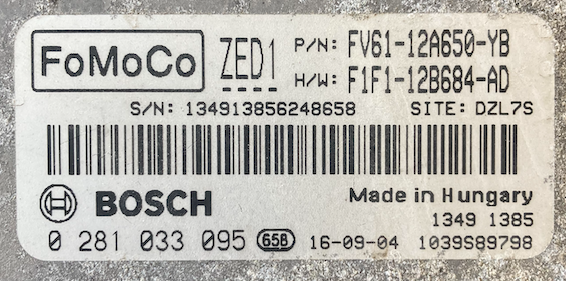 FoMoCo ZED1 P/N: FV61-12A650-YB
H/W: F1F1-12B684-AD
S/N: 134913856248658 SITE: DZL7S
BOSCH Made in Hungary
1349 1385
0 281 033 095 658 16-09-04 1039S89798